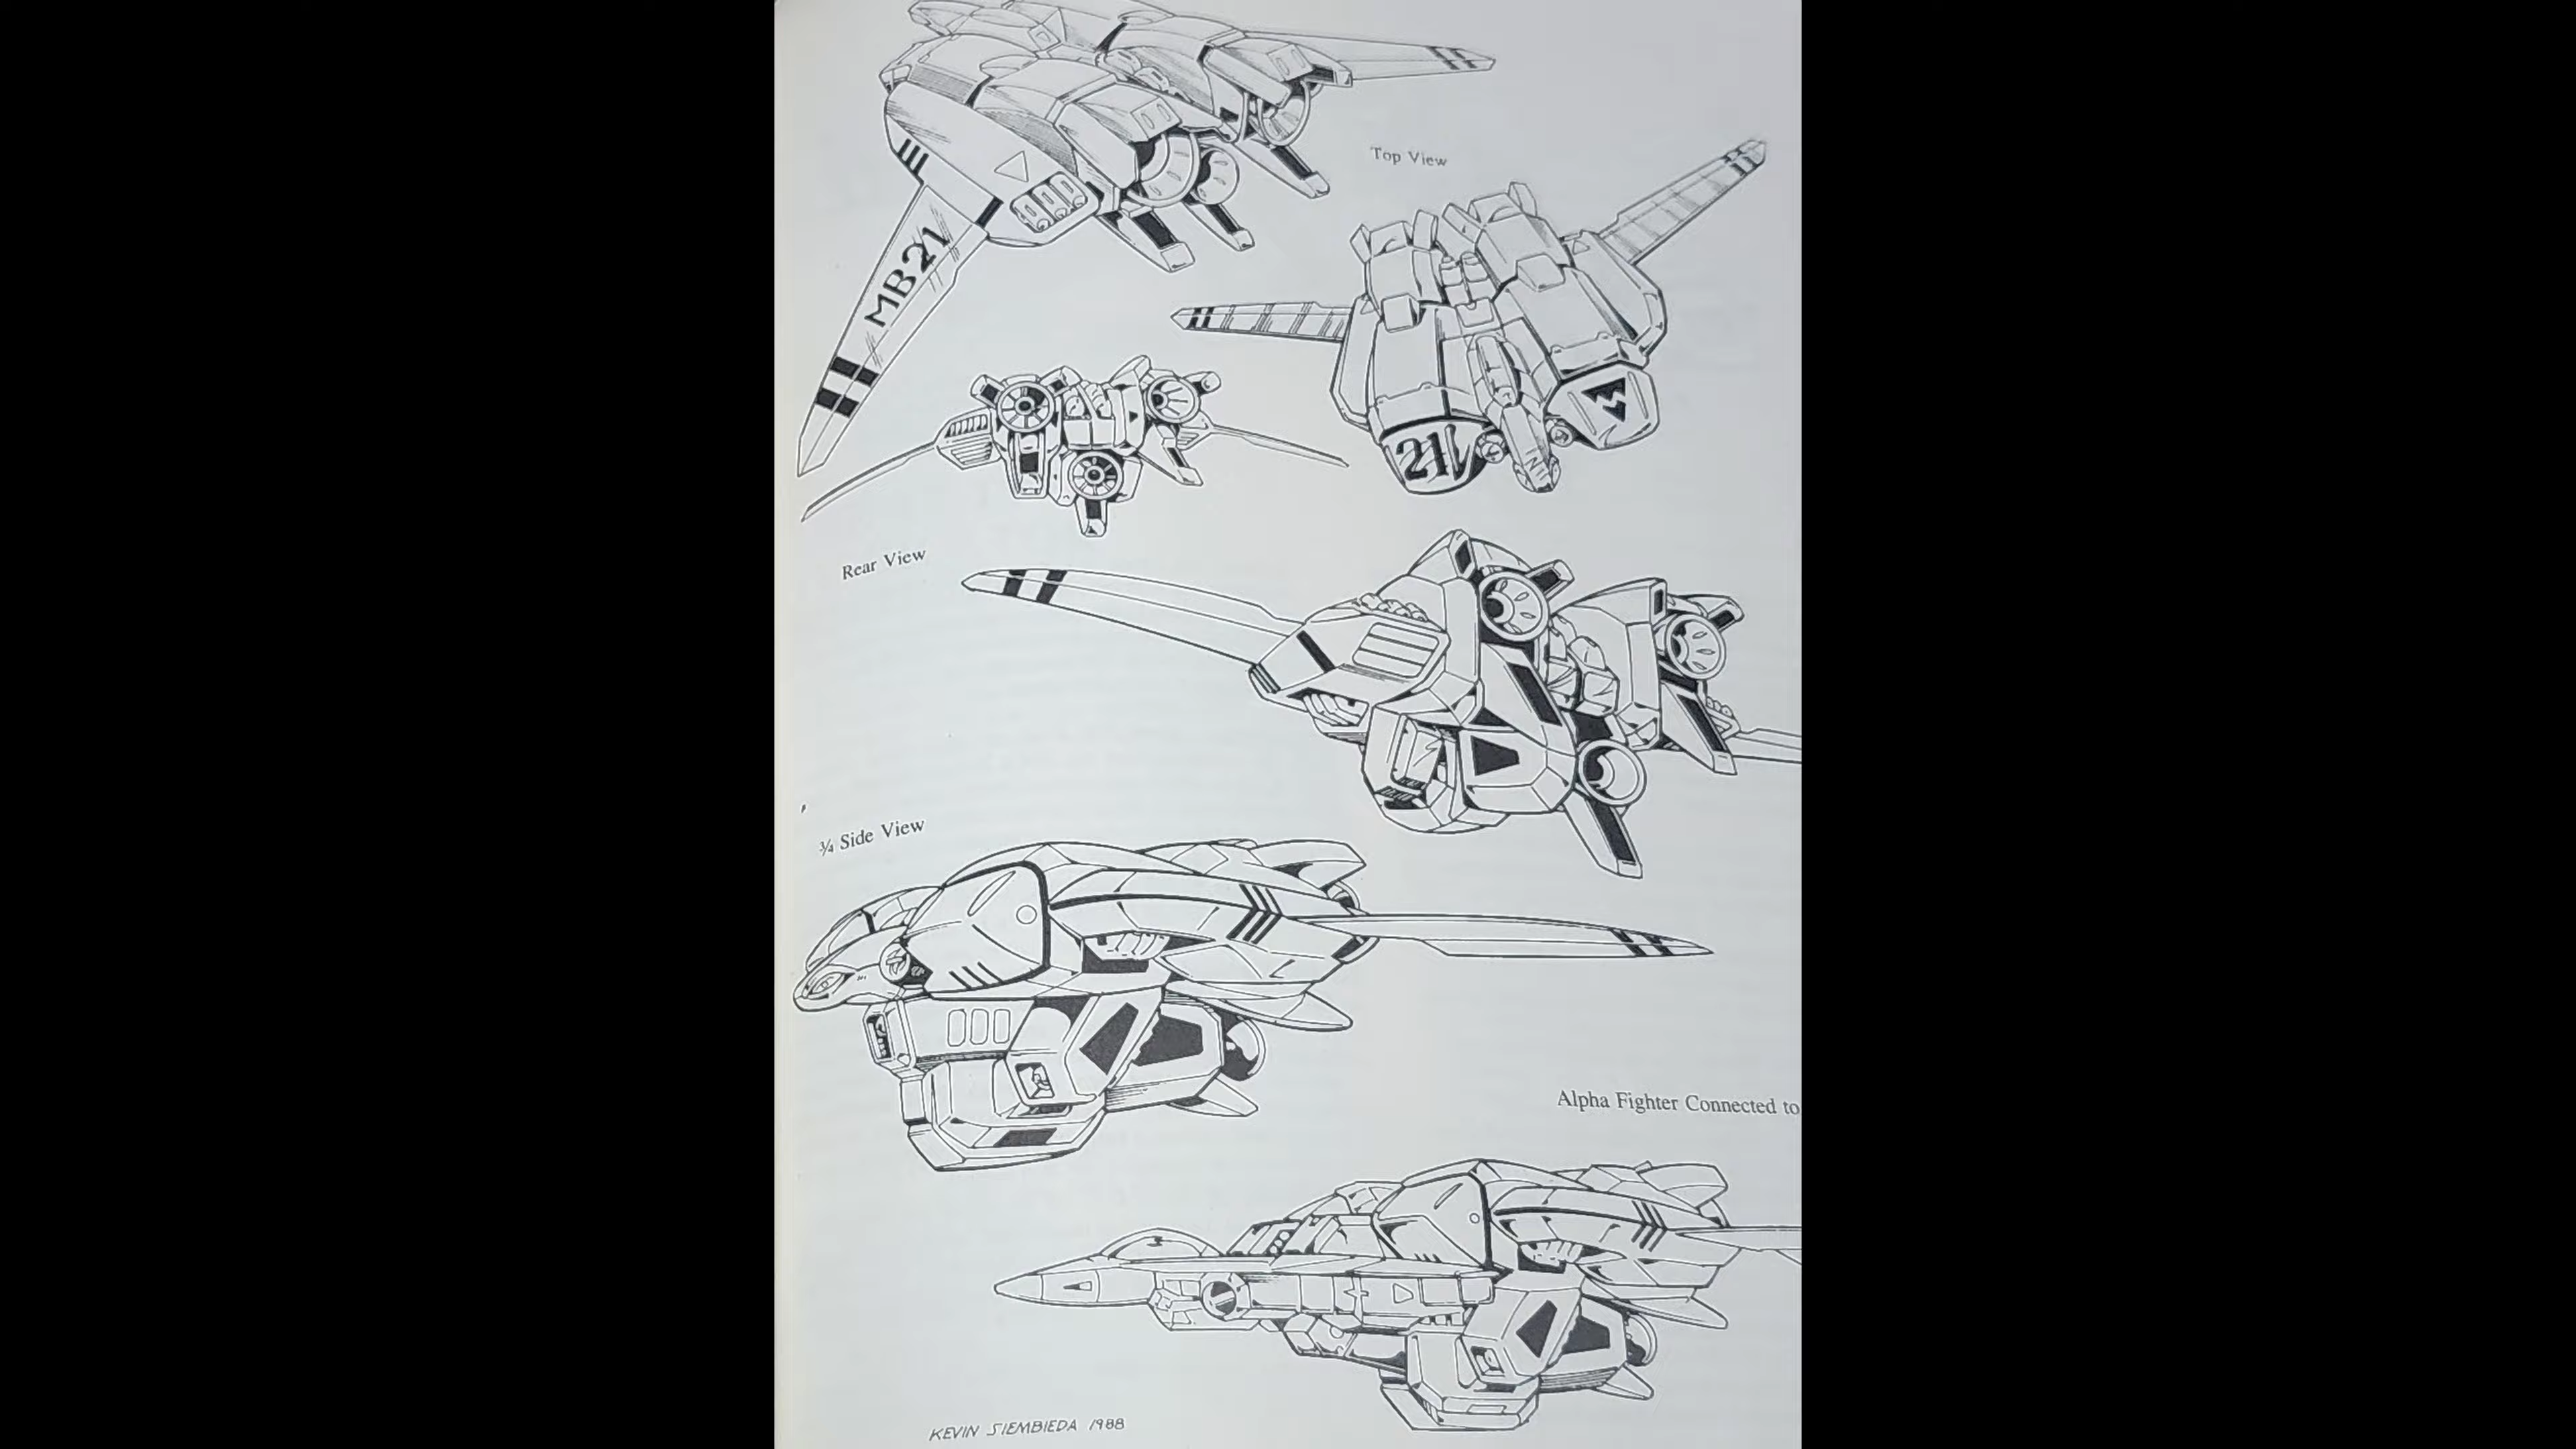 Top View
MB21
21
Rear View
¾ Side View
Alpha Fighter Connected to
KEVIN SIEMBIEDA 1988